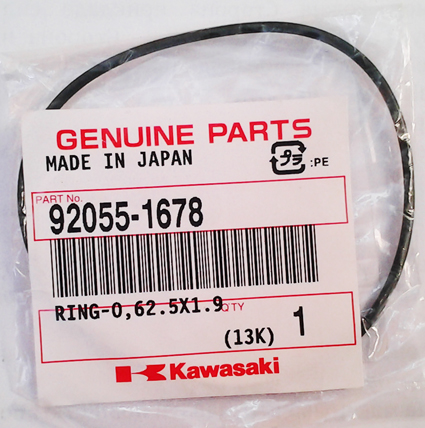 GENUINE PARTS
MADE IN JAPAN
プラ :PE
PART No.
92055-1678
RING-O,62.5X1.9
Q'TY
(13K) 1
Kawasaki